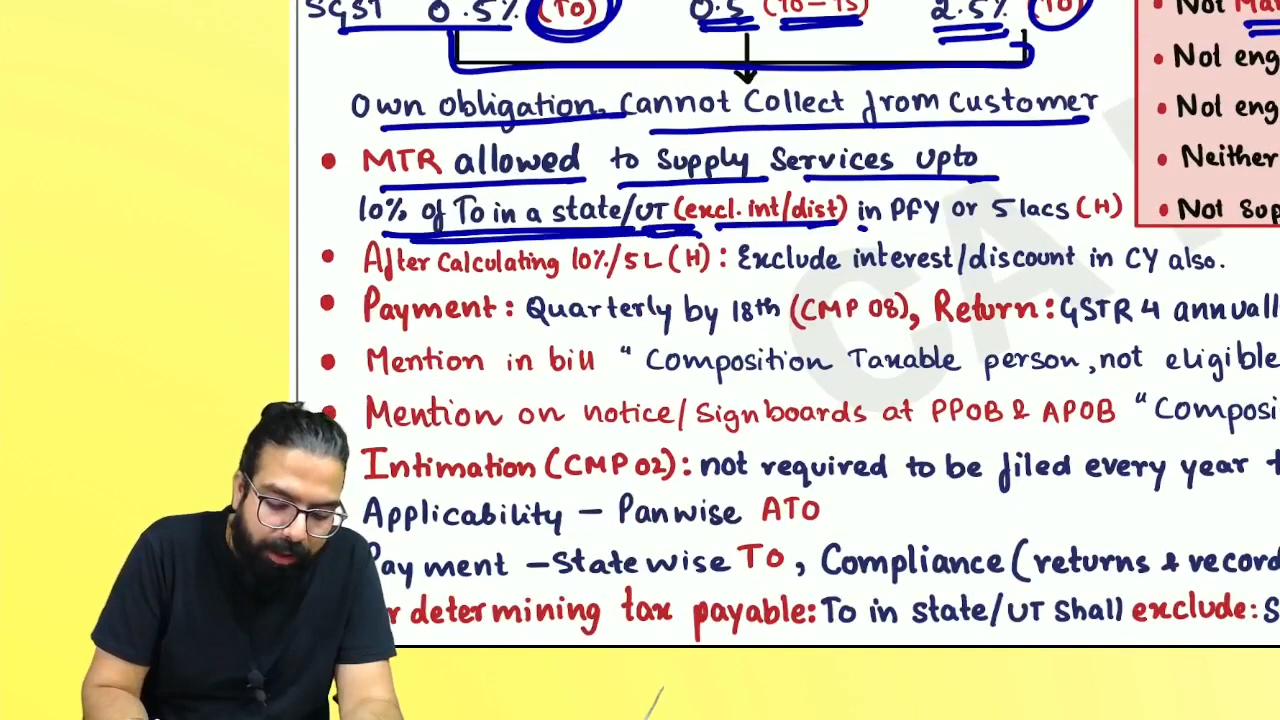 SGST 0.5% (TO) 0.5 (TO-TS) 2.5% (TO)
Own obligation. Cannot Collect from Customer
• MTR allowed to Supply Services upto
10% of To in a state/UT (excl. int/dist) in PFY or 5 lacs (H)
• After Calculating 10%/5L (H): Exclude interest/discount in CY also.
• Payment: Quarterly by 18th (CMP 08), Return: GSTR 4 annuall
• Mention in bill “ Composition Taxable person, not eligible
• Mention on notice/Signboards at PPOB & APOB “Composi
Intimation (CMP 02): not required to be filed every year
Applicability – Panwise ATO
Payment – Statewise TO, Compliance (returns & record
r determining tax payable: To in state/UT Shall exclude: S
• Not
• Not eng
• Not eng
• Neither
• Not Sup
CA